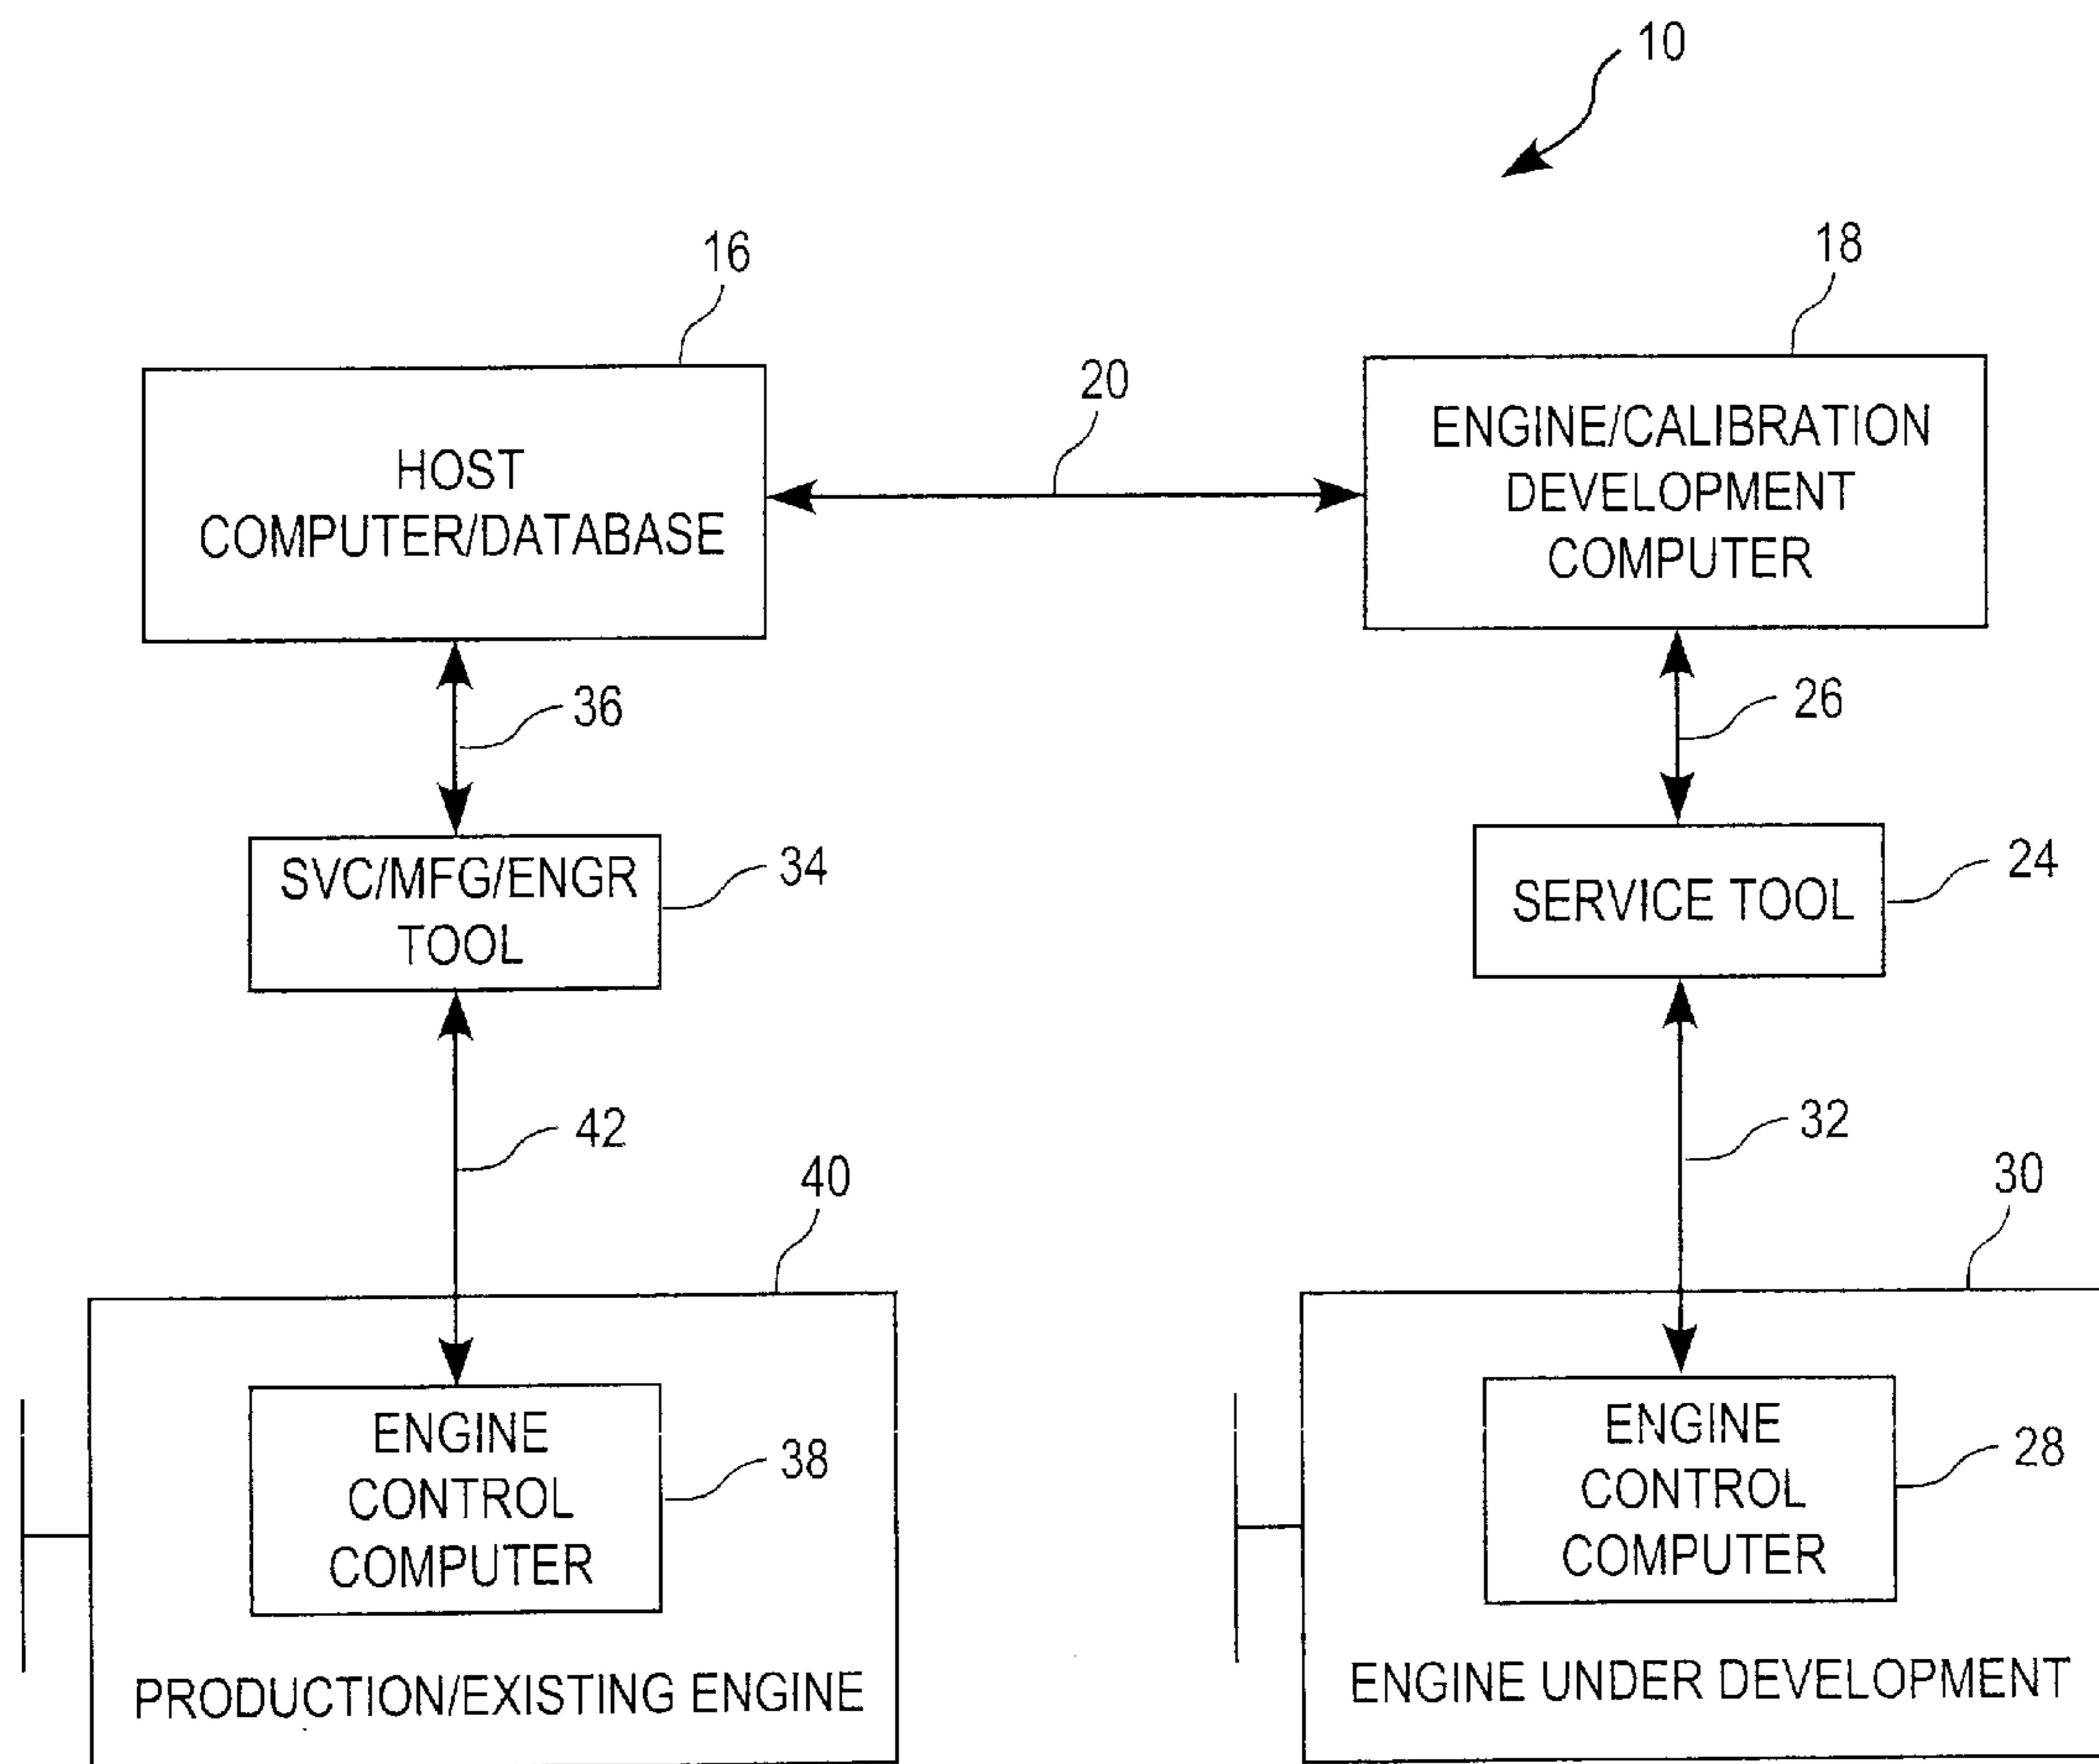 10
16
18
20
HOST
COMPUTER/DATABASE
ENGINE/CALIBRATION
DEVELOPMENT
COMPUTER
36
26
SVC/MFG/ENGR
TOOL
34
SERVICE TOOL
24
42
32
40
30
ENGINE
CONTROL
COMPUTER
38
PRODUCTION/EXISTING ENGINE
ENGINE
CONTROL
COMPUTER
28
ENGINE UNDER DEVELOPMENT